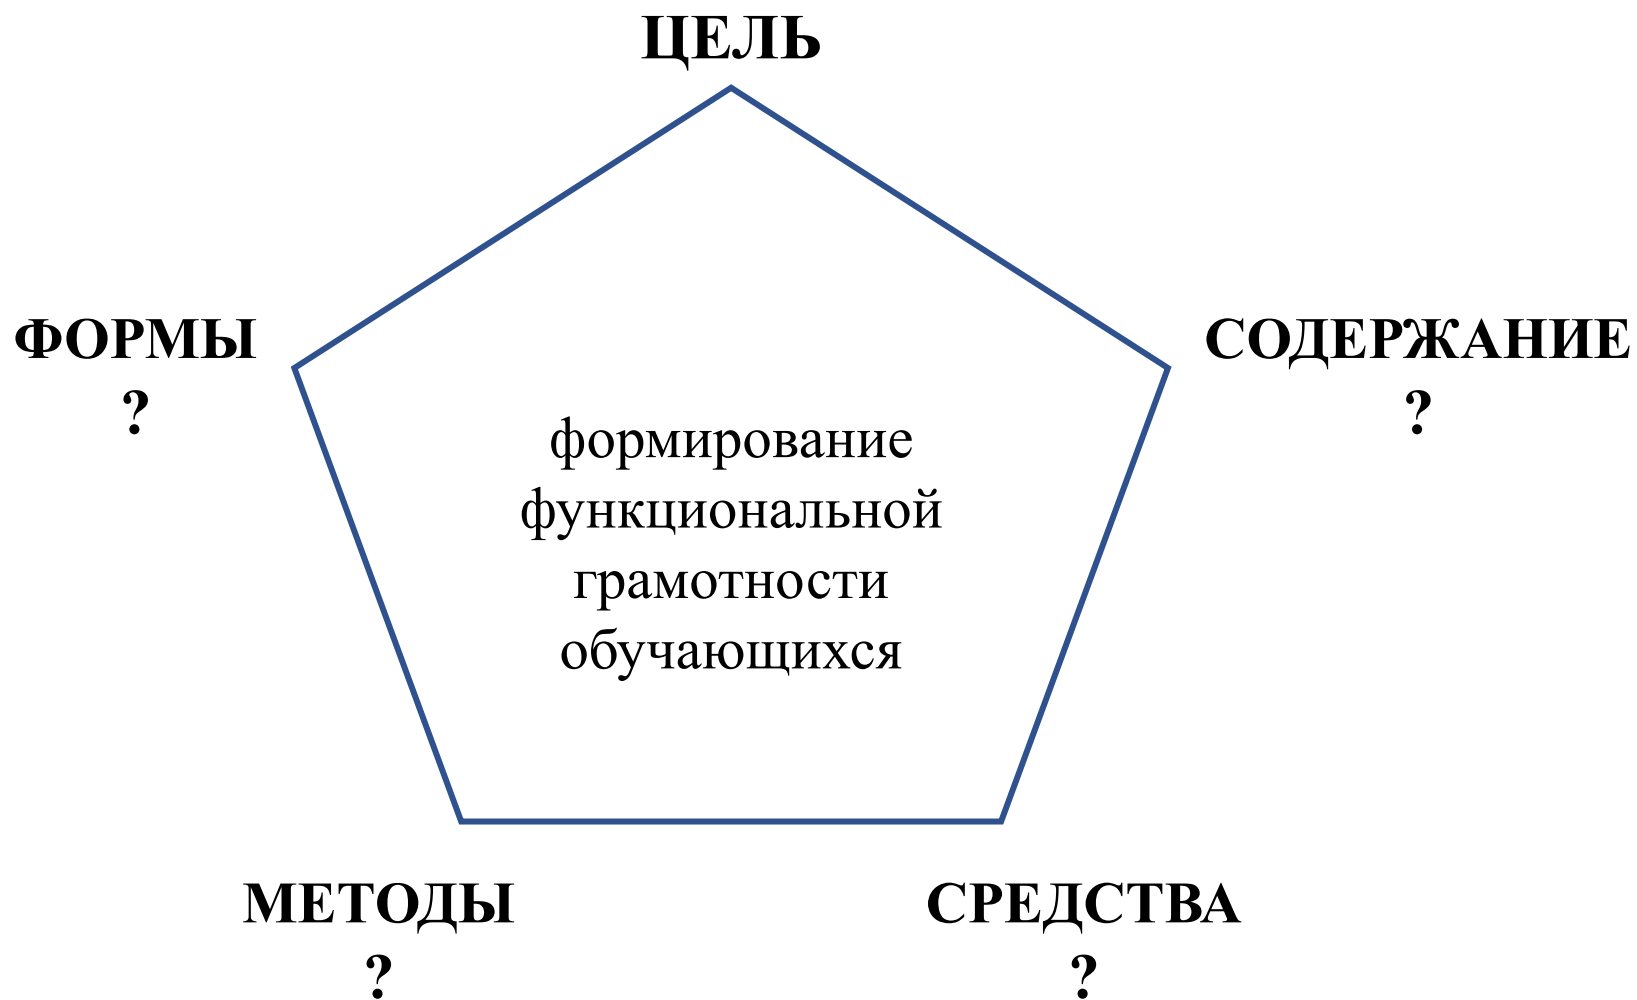 ЦЕЛЬ
ФОРМЫ
?
СОДЕРЖАНИЕ
?
формирование
функциональной
грамотности
обучающихся
МЕТОДЫ
?
СРЕДСТВА
?